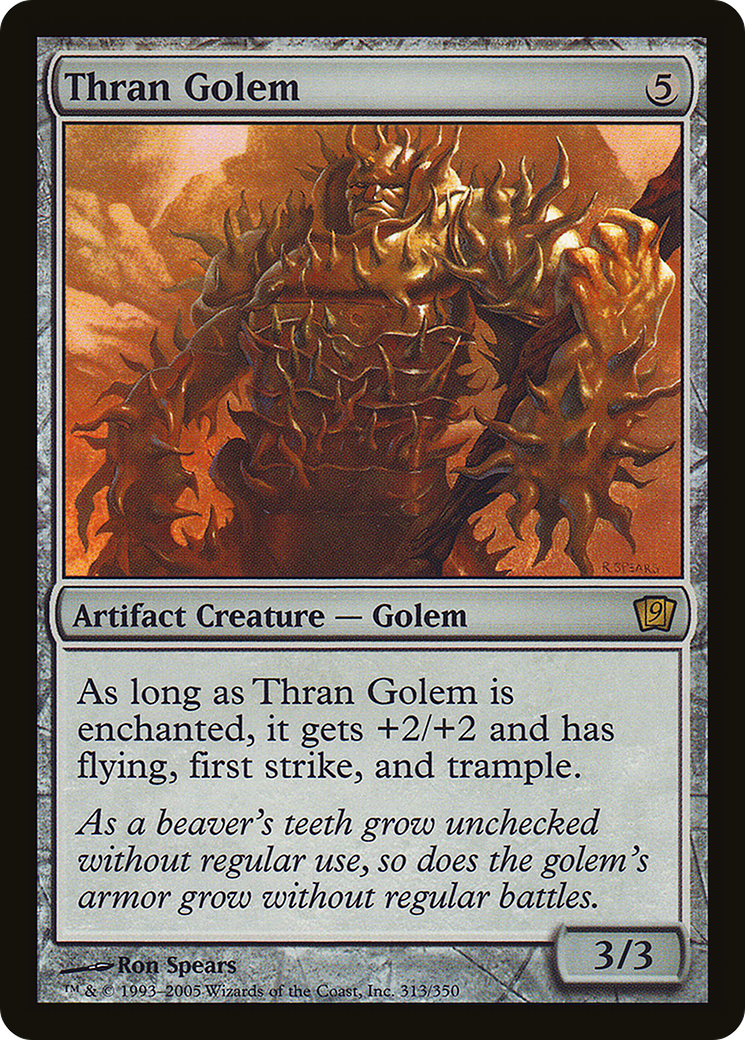 Thran Golem 5
R. SPEARS
Artifact Creature — Golem 9
As long as Thran Golem is
enchanted, it gets +2/+2 and has
flying, first strike, and trample.
As a beaver's teeth grow unchecked
without regular use, so does the golem's
armor grow without regular battles.
3/3
Ron Spears
™ & © 1993–2005 Wizards of the Coast, Inc. 313/350